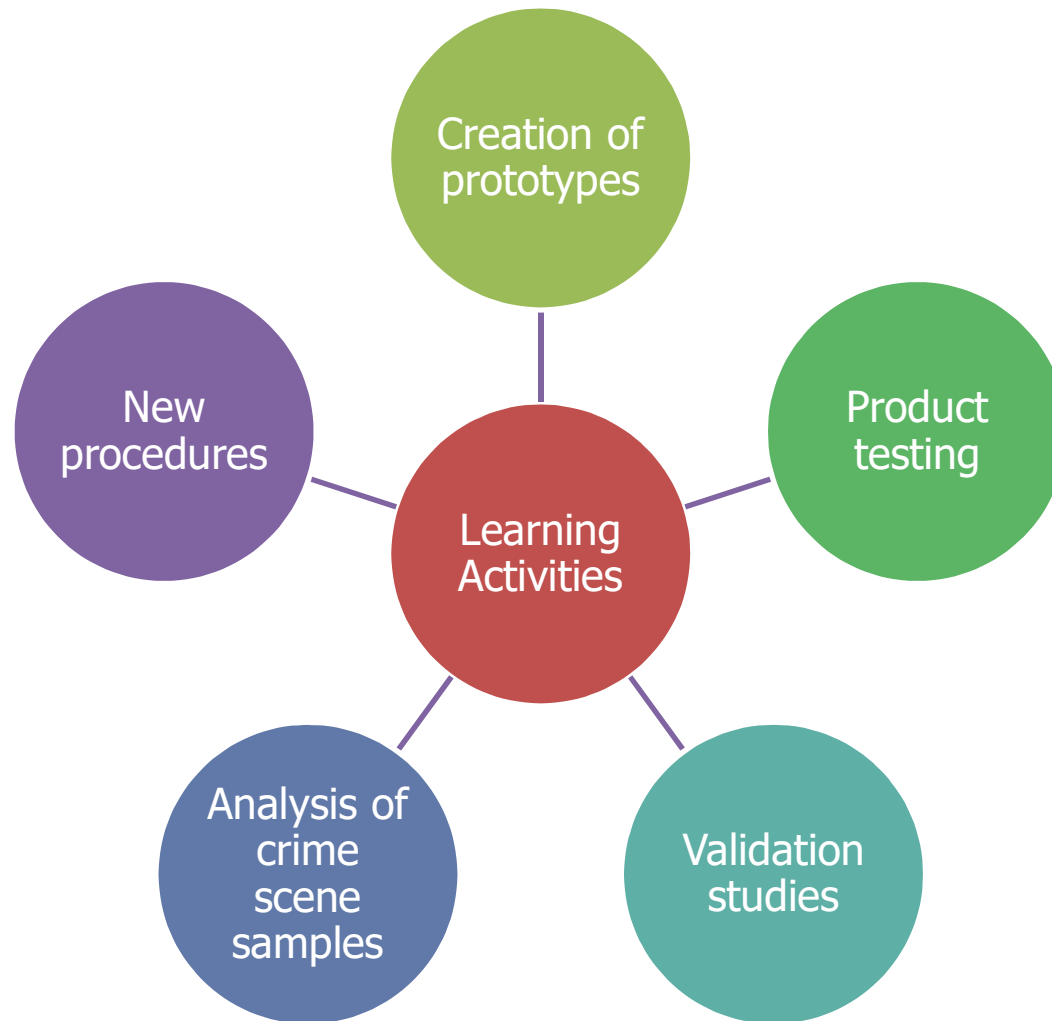 Creation of
prototypes
New
procedures
Product
testing
Learning
Activities
Analysis of
crime
scene
samples
Validation
studies